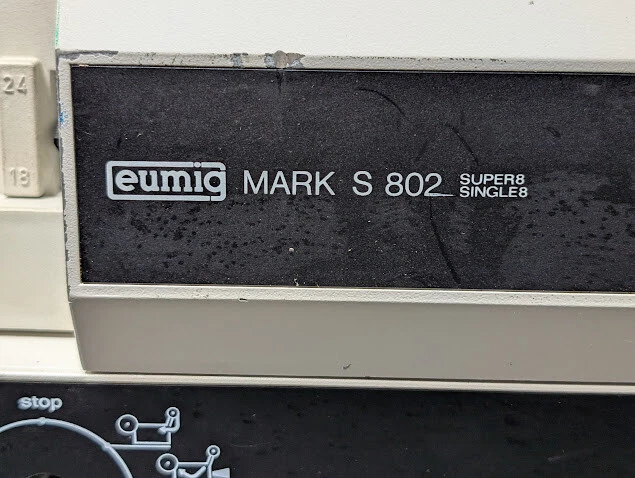 24
18
eumig MARK S 802 SUPER8
SINGLE8
stop